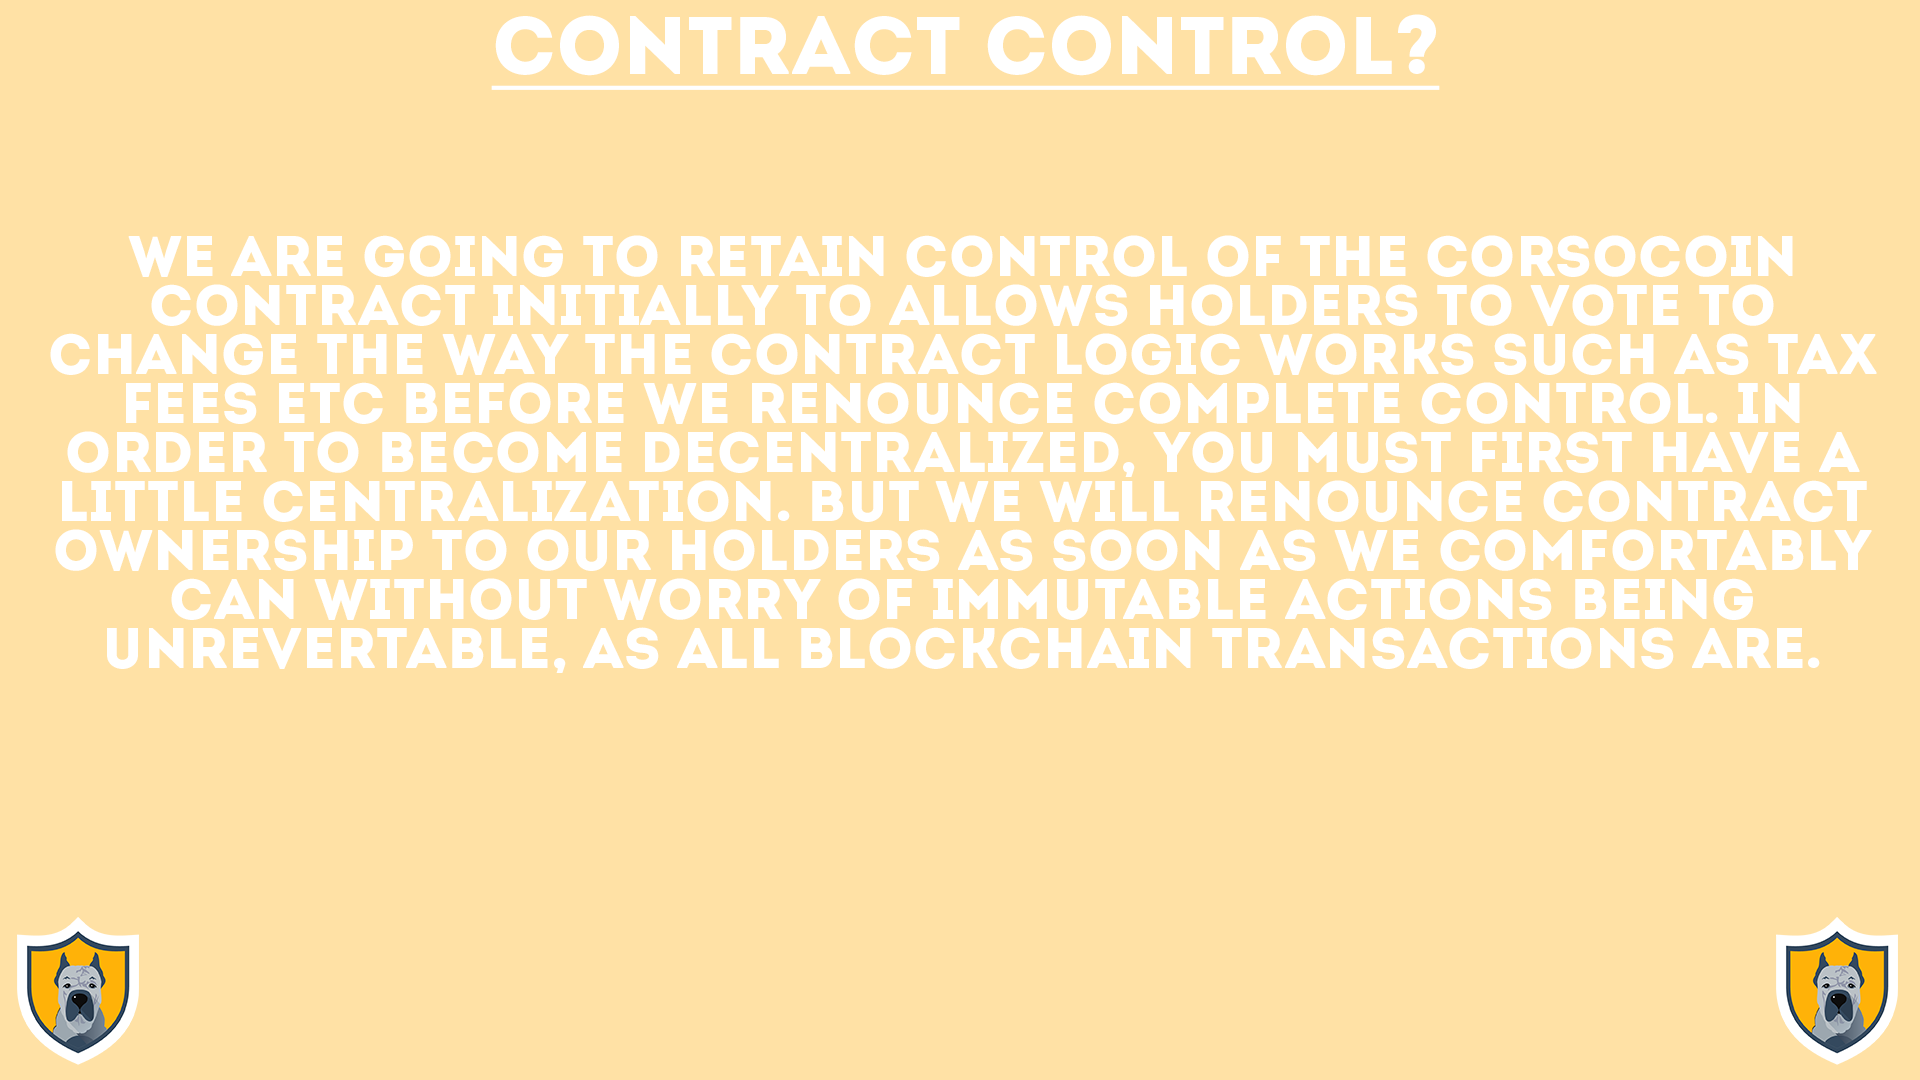 CONTRACT CONTROL?
WE ARE GOING TO RETAIN CONTROL OF THE CORSOCOIN
CONTRACT INITIALLY TO ALLOWS HOLDERS TO VOTE TO
CHANGE THE WAY THE CONTRACT LOGIC WORKS SUCH AS TAX
FEES ETC BEFORE WE RENOUNCE COMPLETE CONTROL. IN
ORDER TO BECOME DECENTRALIZED, YOU MUST FIRST HAVE A
LITTLE CENTRALIZATION. BUT WE WILL RENOUNCE CONTRACT
OWNERSHIP TO OUR HOLDERS AS SOON AS WE COMFORTABLY
CAN WITHOUT WORRY OF IMMUTABLE ACTIONS BEING
UNREVERTABLE, AS ALL BLOCKCHAIN TRANSACTIONS ARE.